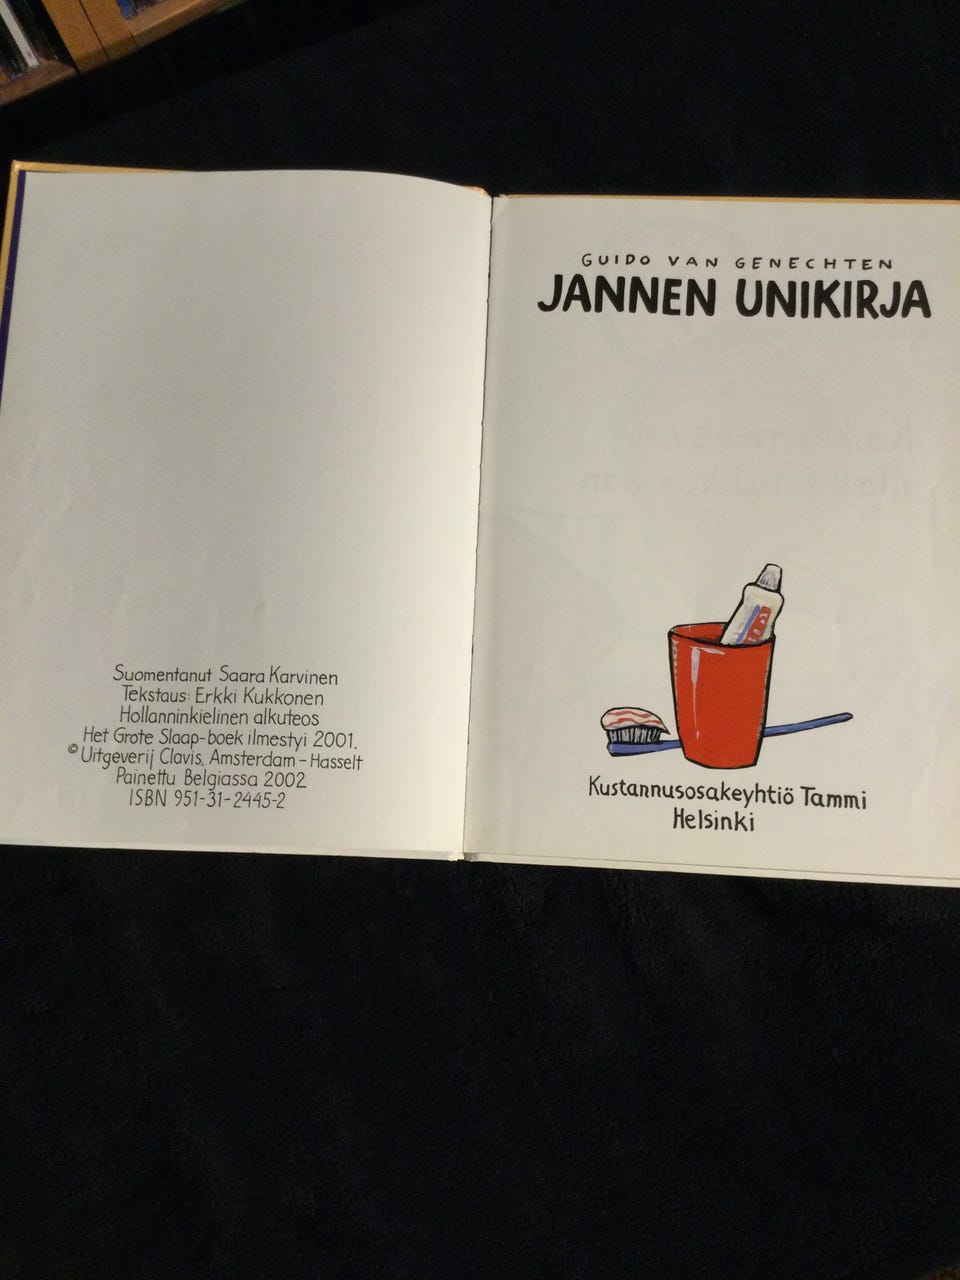 Suomentanut Saara Karvinen
Tekstaus: Erkki Kukkonen
Hollanninkielinen alkuteos
Het Grote Slaap-boek ilmestyi 2001.
© Uitgeverij Clavis, Amsterdam-Hasselt
Painettu Belgiassa 2002
ISBN 951-31-2445-2
GUIDO VAN GENECHTEN
JANNEN UNIKIRJA
Kustannusosakeyhtiö Tammi
Helsinki